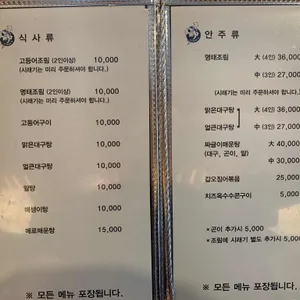 식 사 류
고등어조림 (2인이상) 10,000
(시래기는 미리 주문하셔야 합니다.)
명태조림 (2인이상) 10,000
(시래기는 미리 주문하셔야 합니다.)
고등어구이 10,000
맑은대구탕 10,000
얼큰대구탕 10,000
알탕 10,000
매생이탕 10,000
메로매운탕 15,000
※ 모든 메뉴 포장됩니다.
안 주 류
명태조림 大 (4인) 36,000
中 (3인) 27,000
(시래기는 미리 주문하셔야 합니다.)
맑은대구탕 大 (4인) 36,000
얼큰대구탕 中 (3인) 27,000
짜글이매운탕 大 40,000
(대구, 곤이, 알) 中 30,000
갑오징어볶음 25,000
치즈옥수수콘구이 5,000
※곤이 추가시 5,000
※조림에 시래기 별도 추가시 5,000
※ 모든 메뉴 포장됩니다.